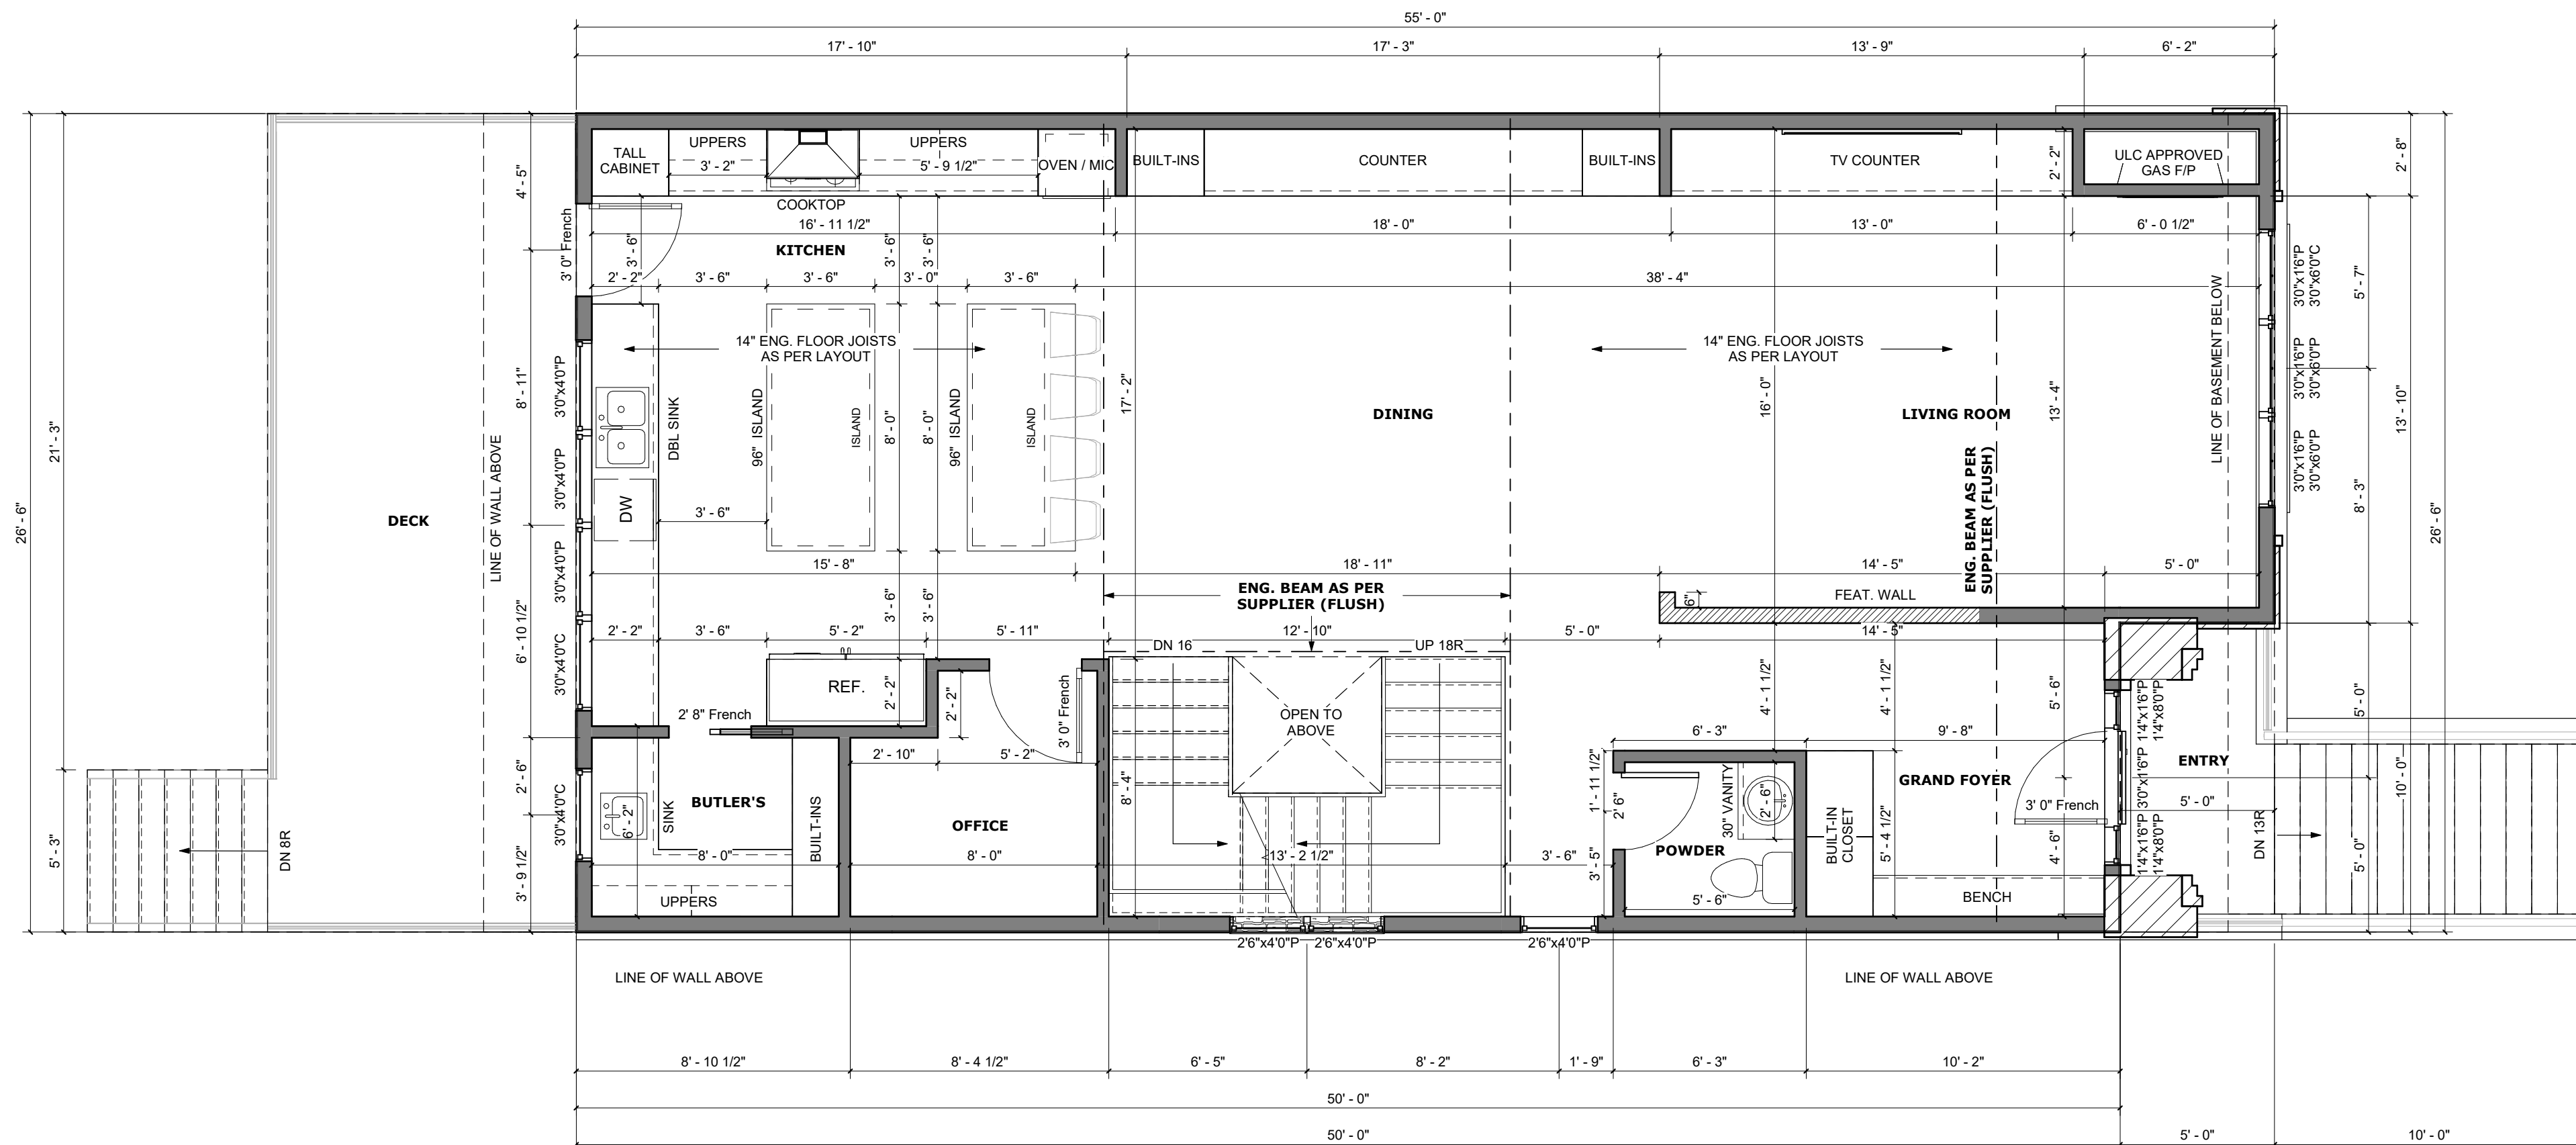 55' - 0"
17' - 10"
17' - 3"
13' - 9"
6' - 2"
TALL
CABINET
UPPERS
3' - 2"
UPPERS
5' - 9 1/2"
OVEN / MIC
BUILT-INS
COUNTER
BUILT-INS
TV COUNTER
2' - 2"
ULC APPROVED
GAS F/P
2' - 8"
4' - 5"
COOKTOP
16' - 11 1/2"
18' - 0"
13' - 0"
6' - 0 1/2"
3' 0" French
3' - 6"
KITCHEN
3' - 6"
3' - 6"
2' - 2"
3' - 6"
3' - 6"
3' - 0"
3' - 6"
38' - 4"
LINE OF BASEMENT BELOW
3'0"x1'6"P
3'0"x6'0"C
3'0"x1'6"P
3'0"x6'0"P
3'0"x1'6"P
3'0"x6'0"P
5' - 7"
13' - 10"
8' - 3"
26' - 6"
14" ENG. FLOOR JOISTS
AS PER LAYOUT
14" ENG. FLOOR JOISTS
AS PER LAYOUT
26' - 6"
21' - 3"
DECK
LINE OF WALL ABOVE
8' - 11"
3'0"x4'0"P
3'0"x4'0"P
3'0"x4'0"P
3'0"x4'0"C
DBL SINK
DW
96" ISLAND
ISLAND
8' - 0"
8' - 0"
96" ISLAND
ISLAND
17' - 2"
DINING
16' - 0"
LIVING ROOM
13' - 4"
ENG. BEAM AS PER
SUPPLIER (FLUSH)
3' - 6"
15' - 8"
18' - 11"
14' - 5"
5' - 0"
ENG. BEAM AS PER
SUPPLIER (FLUSH)
6"
FEAT. WALL
3' - 6"
3' - 6"
6' - 10 1/2"
2' - 2"
3' - 6"
5' - 2"
5' - 11"
12' - 10"
5' - 0"
14' - 5"
DN 16
UP 18R
REF.
2' - 2"
2' - 2"
2' 8" French
3' 0" French
OPEN TO
ABOVE
4' - 1 1/2"
4' - 1 1/2"
5' - 6"
1'4"x1'6"P
1'4"x8'0"P
5' - 0"
2' - 10"
5' - 2"
6' - 3"
9' - 8"
2' - 6"
3'0"x4'0"C
6' - 2"
SINK
BUTLER'S
BUILT-INS
OFFICE
8' - 4"
1' - 11 1/2"
2' 6"
30" VANITY
2' - 6"
GRAND FOYER
3' 0" French
3'0"x1'6"P
ENTRY
5' - 0"
10' - 0"
5' - 3"
DN 8R
3' - 9 1/2"
8' - 0"
8' - 0"
13' - 2 1/2"
3' - 6"
3' - 5"
POWDER
BUILT-IN
CLOSET
5' - 4 1/2"
4' - 6"
1'4"x1'6"P
1'4"x8'0"P
DN 13R
5' - 0"
UPPERS
5' - 6"
BENCH
2'6"x4'0"P
2'6"x4'0"P
2'6"x4'0"P
LINE OF WALL ABOVE
LINE OF WALL ABOVE
8' - 10 1/2"
8' - 4 1/2"
6' - 5"
8' - 2"
1' - 9"
6' - 3"
10' - 2"
50' - 0"
50' - 0"
5' - 0"
10' - 0"